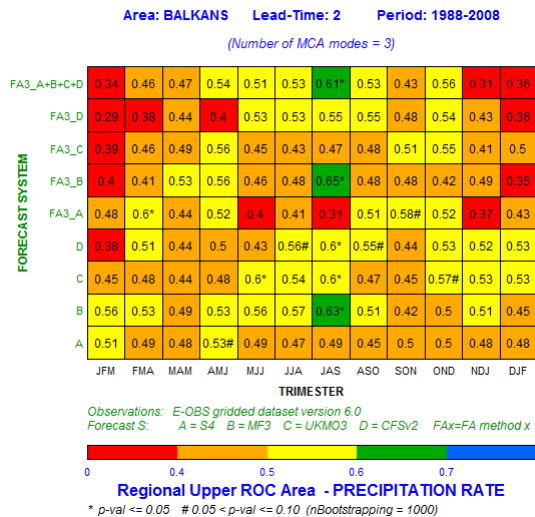 Area: BALKANS Lead-Time: 2 Period: 1988-2008
(Number of MCA modes = 3)
FORECAST SYSTEM
FA3_A+B+C+D 0.34 0.46 0.47 0.54 0.51 0.53 0.61* 0.53 0.43 0.56 0.31 0.36
FA3_D 0.29 0.38 0.44 0.4 0.53 0.53 0.55 0.55 0.48 0.54 0.43 0.36
FA3_C 0.39 0.46 0.49 0.56 0.45 0.43 0.47 0.48 0.51 0.55 0.41 0.5
FA3_B 0.4 0.41 0.53 0.56 0.46 0.48 0.65* 0.48 0.48 0.42 0.49 0.35
FA3_A 0.48 0.6* 0.44 0.52 0.4 0.41 0.31 0.51 0.58# 0.52 0.37 0.43
D 0.38 0.51 0.44 0.5 0.43 0.56# 0.6* 0.55# 0.44 0.53 0.52 0.53
C 0.45 0.48 0.44 0.48 0.6* 0.54 0.6* 0.47 0.45 0.57# 0.53 0.53
B 0.56 0.53 0.49 0.53 0.56 0.57 0.63* 0.51 0.42 0.5 0.51 0.45
A 0.51 0.49 0.48 0.53# 0.49 0.47 0.49 0.45 0.5 0.5 0.48 0.48
JFM FMA MAM AMJ MJJ JJA JAS ASO SON OND NDJ DJF
TRIMESTER
Observations: E-OBS gridded dataset version 6.0
Forecast S: A = S4 B = MF3 C = UKMO3 D = CFSv2 FAx=FA method x
0 0.4 0.5 0.6 0.7
Regional Upper ROC Area - PRECIPITATION RATE
* p-val <= 0.05 # 0.05 < p-val <= 0.10 (nBootstrapping = 1000)